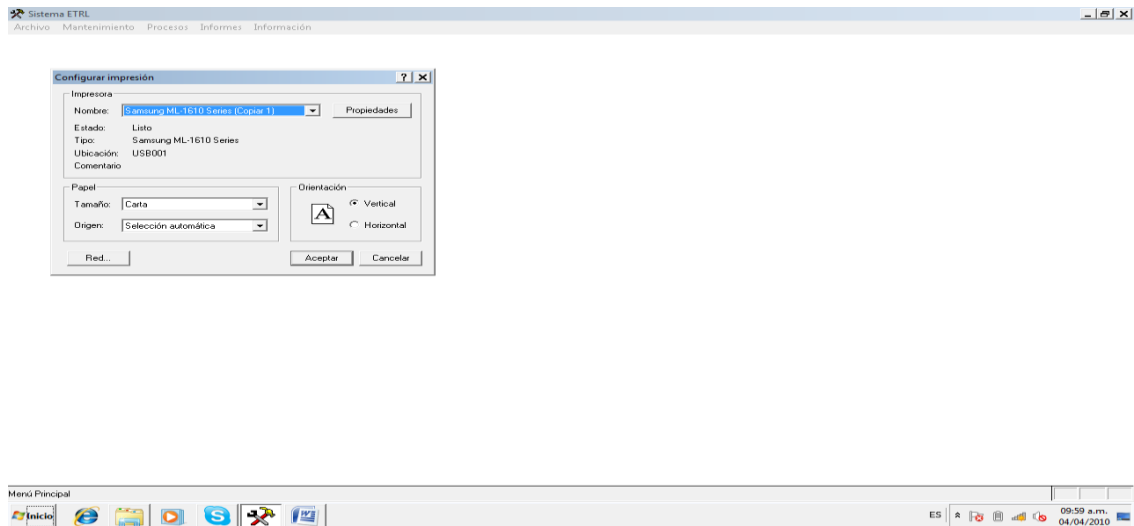 Sistema ETRL
Archivo Mantenimiento Procesos Informes Información
Configurar impresión
Impresora
Nombre: Samsung ML-1610 Series (Copiar 1) Propiedades
Estado: Listo
Tipo: Samsung ML-1610 Series
Ubicación: USB001
Comentario
Papel
Tamaño: Carta
Origen: Selección automática
Orientación
A
Vertical
Horizontal
Red... Aceptar Cancelar
Menú Principal
Inicio
ES
09:59 a.m.
04/04/2010